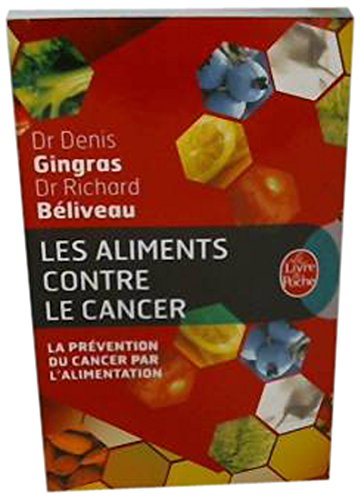 Dr Denis
Gingras
Dr Richard
Béliveau
LES ALIMENTS
CONTRE
LE CANCER
Le
Livre
de
Poche
LA PRÉVENTION
DU CANCER PAR
L'ALIMENTATION